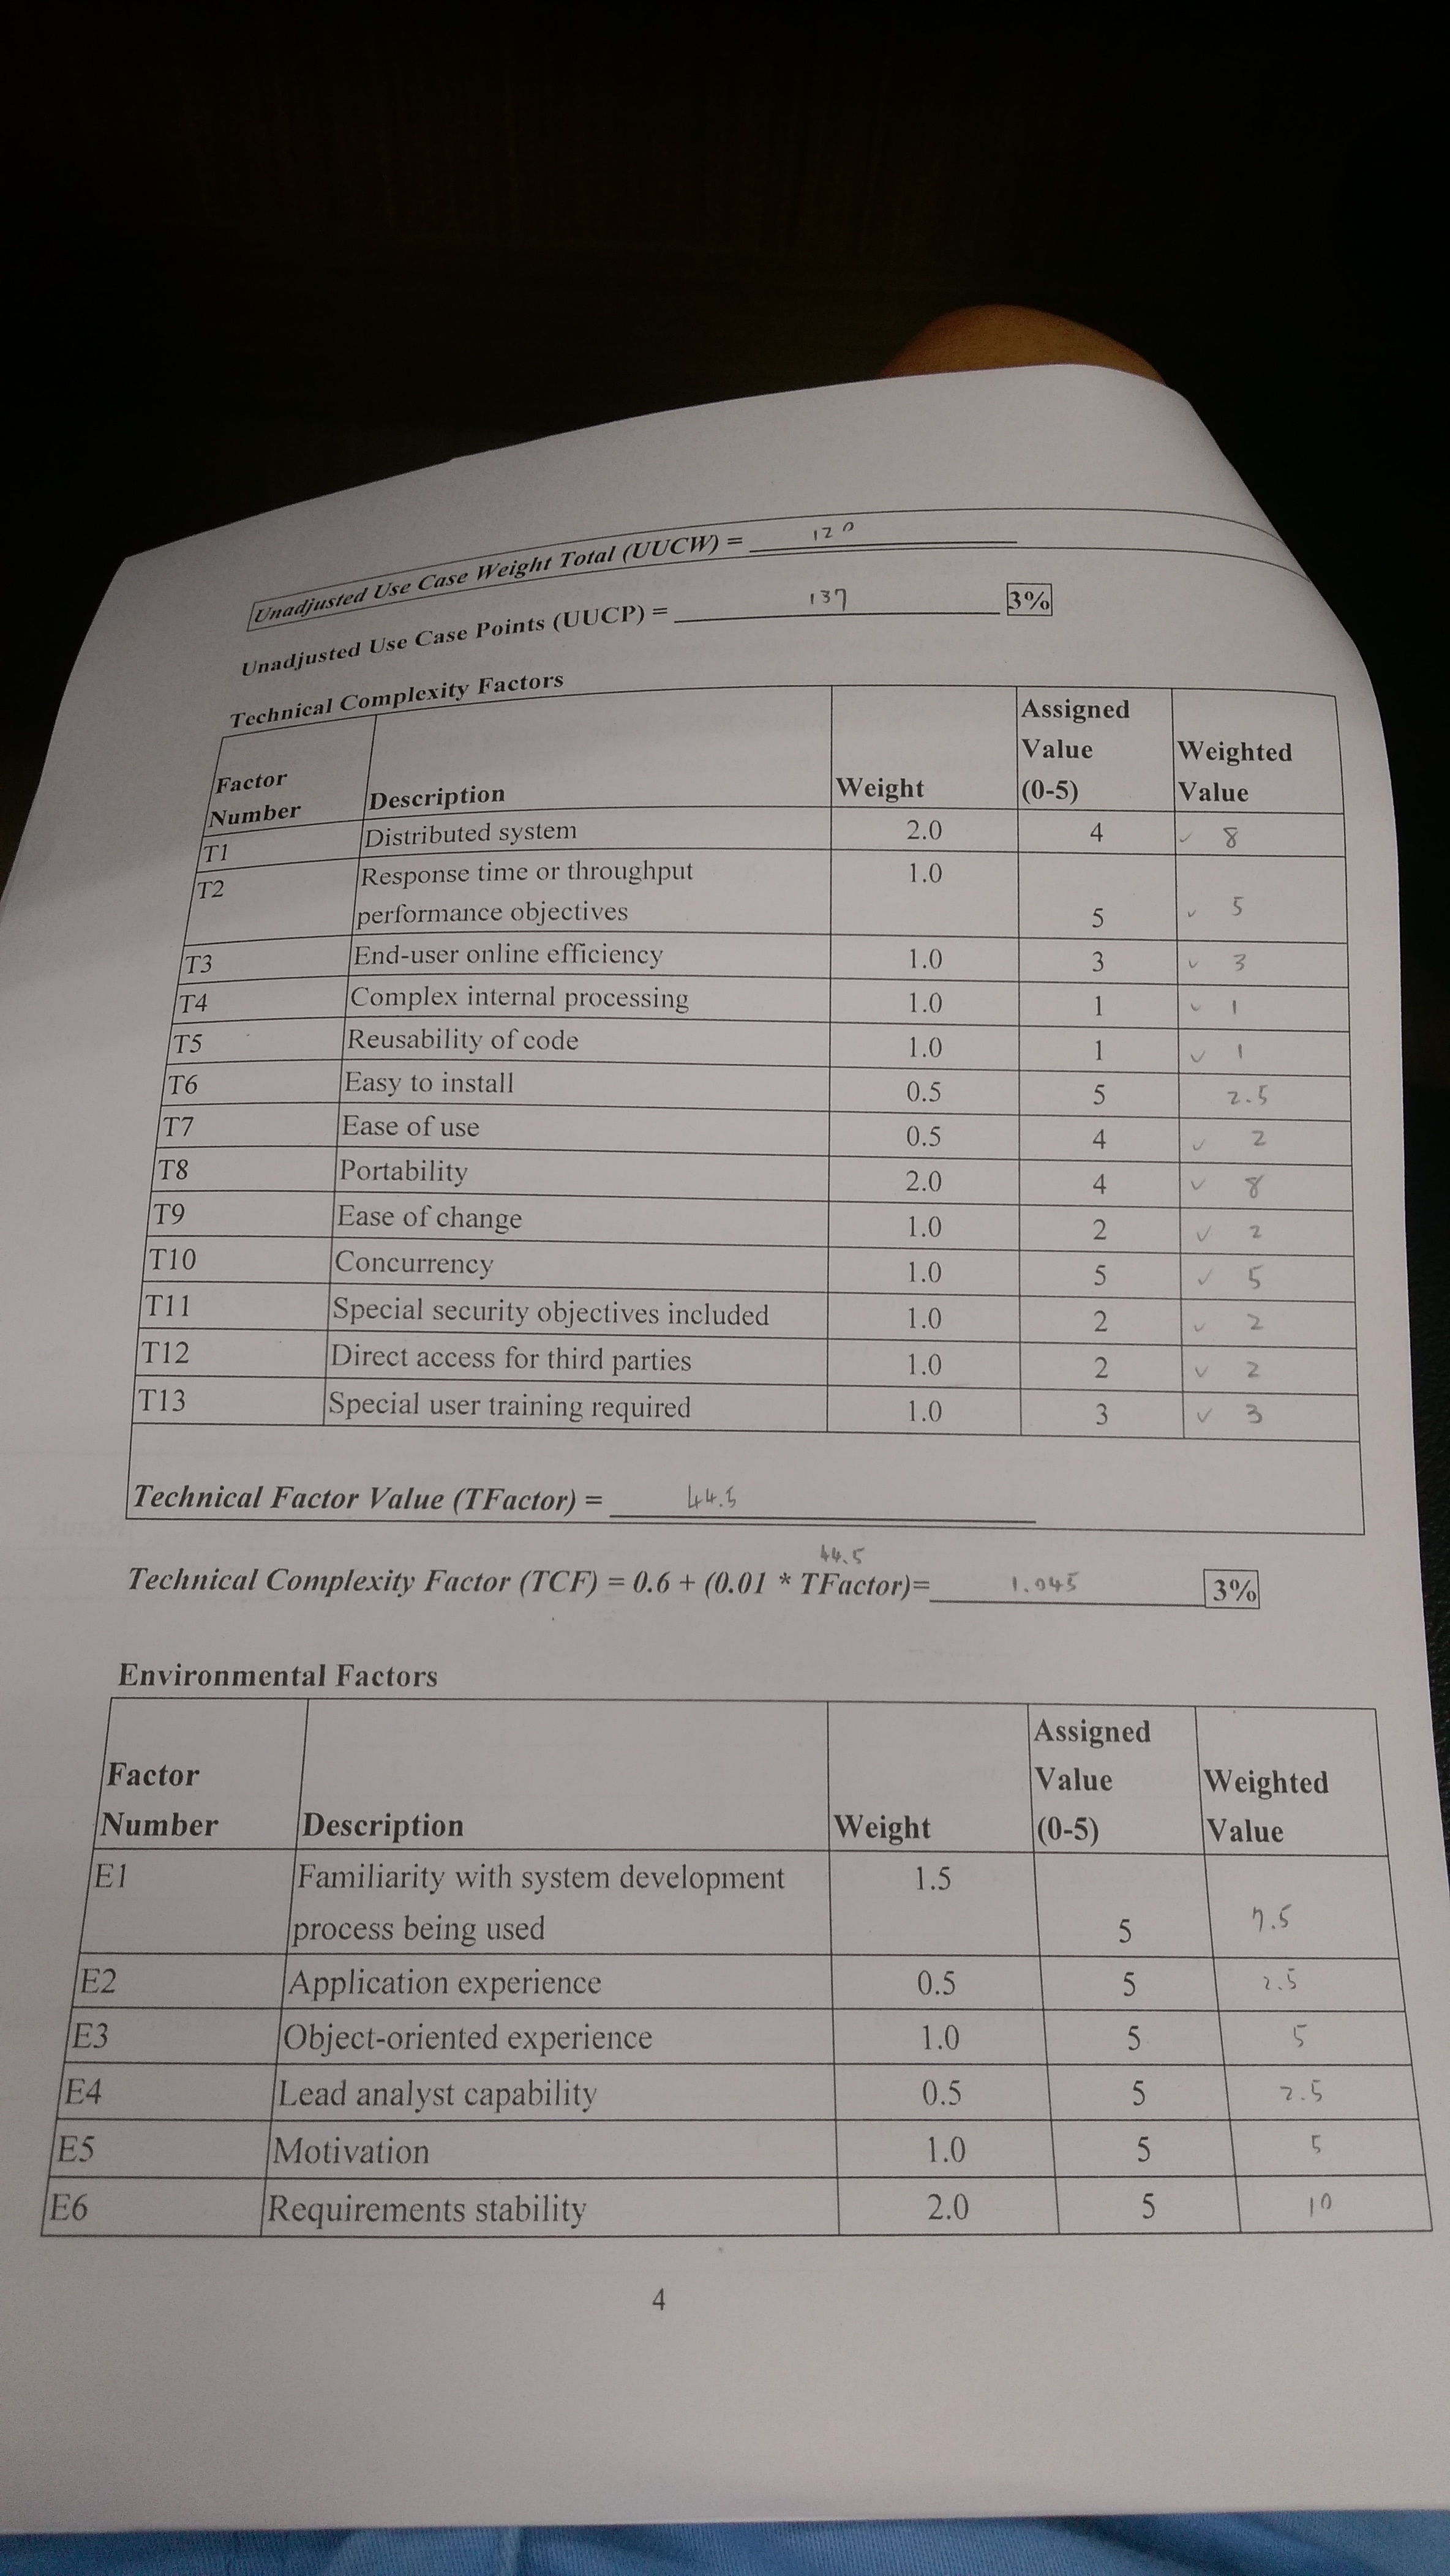 Unadjusted Use Case Weight Total (UUCW) = 120
Unadjusted Use Case Points (UUCP) = 137 3%
Technical Complexity Factors
Factor Number Description Weight Assigned Value (0-5) Weighted Value
T1 Distributed system 2.0 4 ✓ 8
T2 Response time or throughput performance objectives 1.0 5 ✓ 5
T3 End-user online efficiency 1.0 3 ✓ 3
T4 Complex internal processing 1.0 1 ✓ 1
T5 Reusability of code 1.0 1 ✓ 1
T6 Easy to install 0.5 5 2.5
T7 Ease of use 0.5 4 ✓ 2
T8 Portability 2.0 4 ✓ 8
T9 Ease of change 1.0 2 ✓ 2
T10 Concurrency 1.0 5 ✓ 5
T11 Special security objectives included 1.0 2 ✓ 2
T12 Direct access for third parties 1.0 2 ✓ 2
T13 Special user training required 1.0 3 ✓ 3
Technical Factor Value (TFactor) = 44.5
44.5
Technical Complexity Factor (TCF) = 0.6 + (0.01 * TFactor)= 1.045 3%
Environmental Factors
Factor Number Description Weight Assigned Value (0-5) Weighted Value
E1 Familiarity with system development process being used 1.5 5 7.5
E2 Application experience 0.5 5 2.5
E3 Object-oriented experience 1.0 5 5
E4 Lead analyst capability 0.5 5 2.5
E5 Motivation 1.0 5 5
E6 Requirements stability 2.0 5 10
4